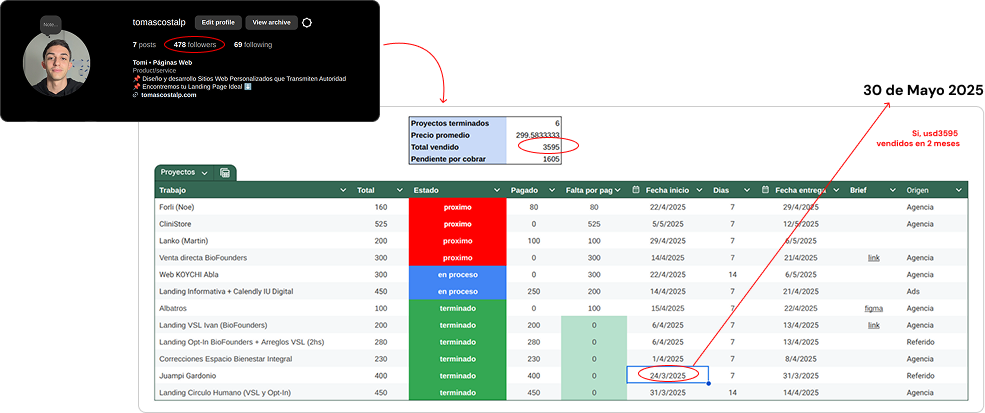 Note...
tomascostalp Edit profile View archive
7 posts 478 followers 69 following
Tomi • Páginas Web
Product/service
📌 Diseño y desarrollo Sitios Web Personalizados que Transmiten Autoridad
📌 Encontremos tu Landing Page Ideal ⬇️
tomascostalp.com
30 de Mayo 2025
Si, usd3595
vendidos en 2 meses
Proyectos terminados 6
Precio promedio 299.5833333
Total vendido 3595
Pendiente por cobrar 1605
Proyectos
Trabajo Total Estado Pagado Falta por pag Fecha inicio Dias Fecha entrega Brief Origen
Forli (Noe) 160 proximo 80 80 22/4/2025 7 29/4/2025 Agencia
CliniStore 525 proximo 0 525 5/5/2025 7 12/5/2025 Agencia
Lanko (Martin) 200 proximo 100 100 29/4/2025 7 6/5/2025
Venta directa BioFounders 300 proximo 0 300 14/4/2025 7 21/4/2025 link Agencia
Web KOYCHI Abla 300 en proceso 0 300 22/4/2025 14 6/5/2025 Agencia
Landing Informativa + Calendly IU Digital 450 en proceso 250 200 14/4/2025 7 21/4/2025 Ads
Albatros 100 terminado 0 100 15/4/2025 7 22/4/2025 figma Agencia
Landing VSL Ivan (BioFounders) 200 terminado 200 0 6/4/2025 7 13/4/2025 link Agencia
Landing Opt-In BioFounders + Arreglos VSL (2hs) 280 terminado 280 0 6/4/2025 7 13/4/2025 Referido
Correcciones Espacio Bienestar Integral 230 terminado 230 0 1/4/2025 7 8/4/2025 Agencia
Juampi Gardonio 400 terminado 400 0 24/3/2025 7 31/3/2025 Referido
Landing Circulo Humano (VSL y Opt-In) 450 terminado 450 0 31/3/2025 14 14/4/2025 Agencia